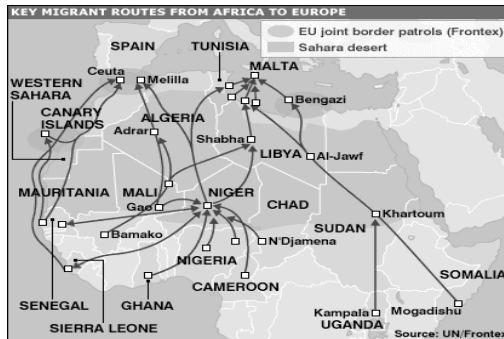 KEY MIGRANT ROUTES FROM AFRICA TO EUROPE
EU joint border patrols (Frontex)
Sahara desert
SPAIN
TUNISIA
MALTA
Ceuta
Melilla
WESTERN
SAHARA
Bengazi
CANARY
ISLANDS
ALGERIA
Adrar
Shabha
LIBYA
Al-Jawf
MAURITANIA
MALI
NIGER
Gao
CHAD
Khartoum
Bamako
SUDAN
N'Djamena
NIGERIA
SOMALIA
CAMEROON
SENEGAL
GHANA
Kampala
Mogadishu
UGANDA
SIERRA LEONE
Source: UN/Frontex